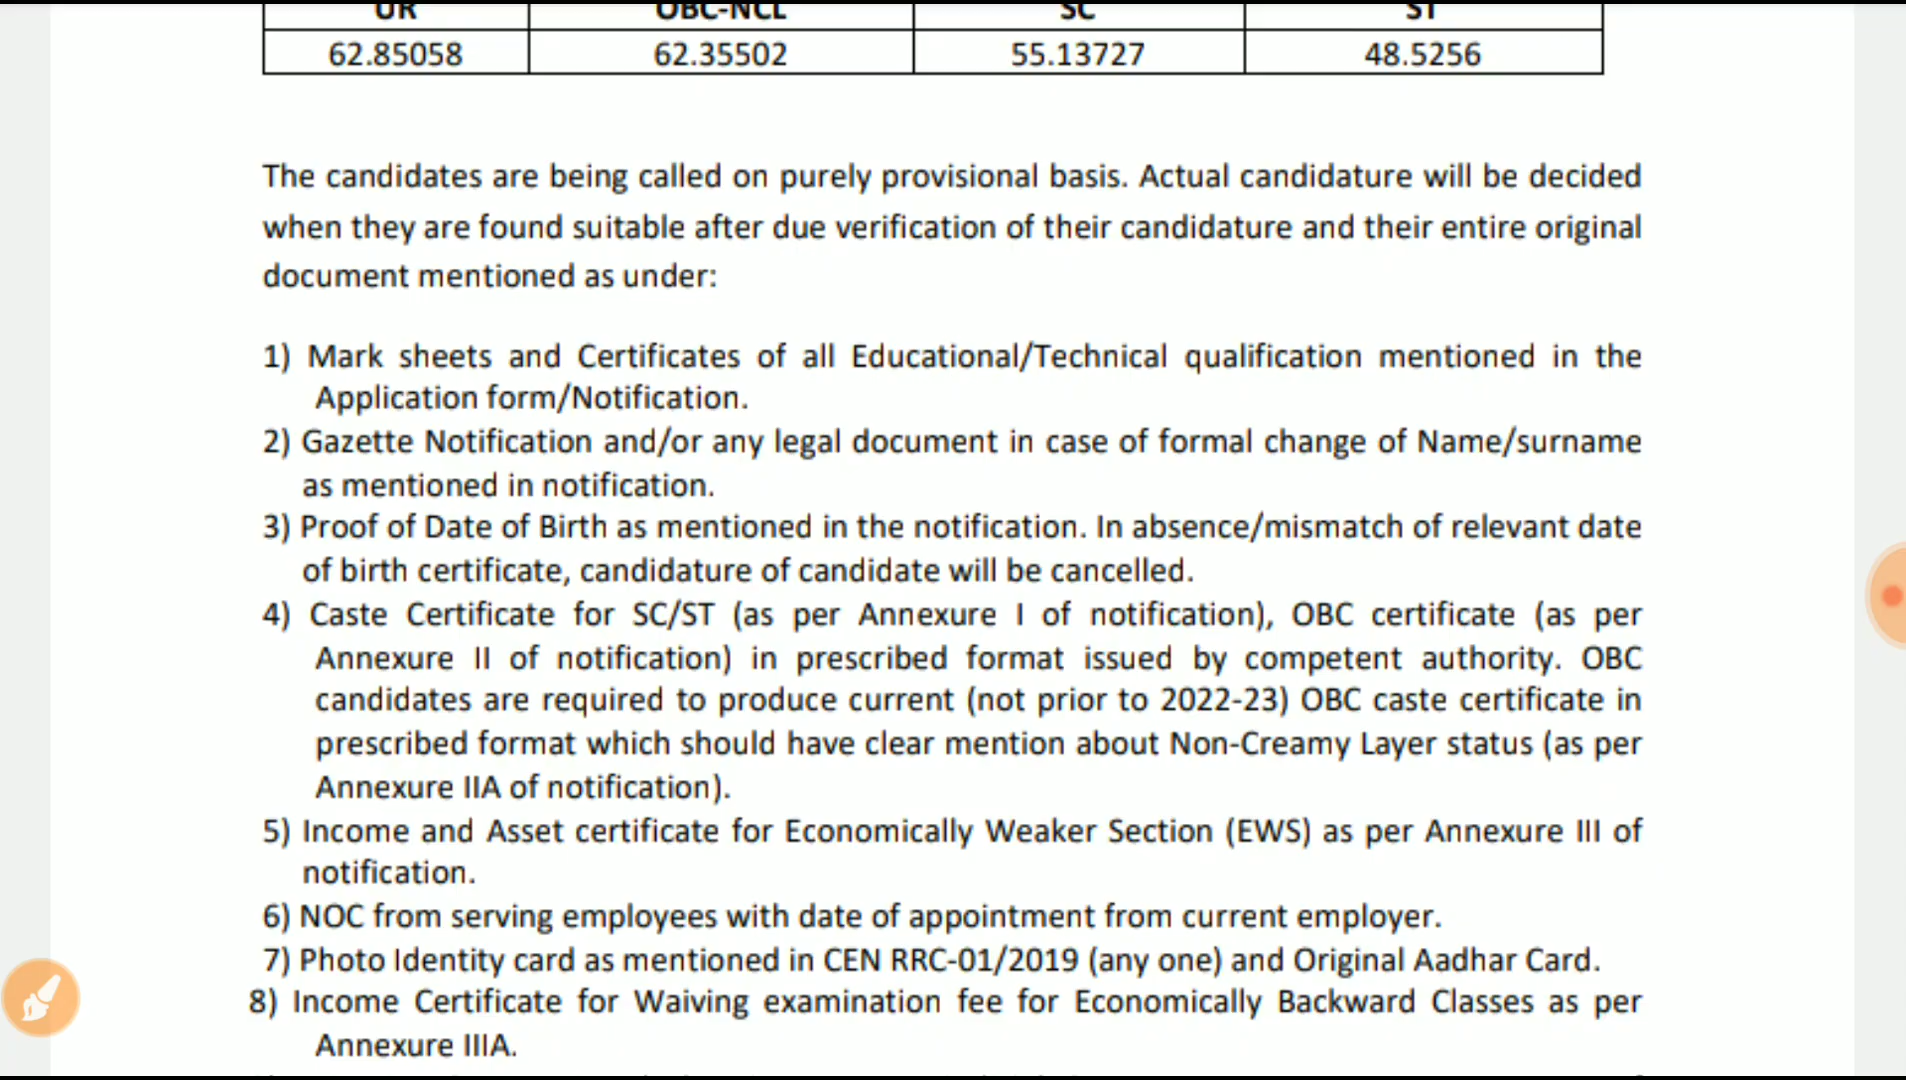 UR OBC-NCL SC ST
62.85058 62.35502 55.13727 48.5256
The candidates are being called on purely provisional basis. Actual candidature will be decided
when they are found suitable after due verification of their candidature and their entire original
document mentioned as under:
1) Mark sheets and Certificates of all Educational/Technical qualification mentioned in the
Application form/Notification.
2) Gazette Notification and/or any legal document in case of formal change of Name/surname
as mentioned in notification.
3) Proof of Date of Birth as mentioned in the notification. In absence/mismatch of relevant date
of birth certificate, candidature of candidate will be cancelled.
4) Caste Certificate for SC/ST (as per Annexure I of notification), OBC certificate (as per
Annexure II of notification) in prescribed format issued by competent authority. OBC
candidates are required to produce current (not prior to 2022-23) OBC caste certificate in
prescribed format which should have clear mention about Non-Creamy Layer status (as per
Annexure IIA of notification).
5) Income and Asset certificate for Economically Weaker Section (EWS) as per Annexure III of
notification.
6) NOC from serving employees with date of appointment from current employer.
7) Photo Identity card as mentioned in CEN RRC-01/2019 (any one) and Original Aadhar Card.
8) Income Certificate for Waiving examination fee for Economically Backward Classes as per
Annexure IIIA.